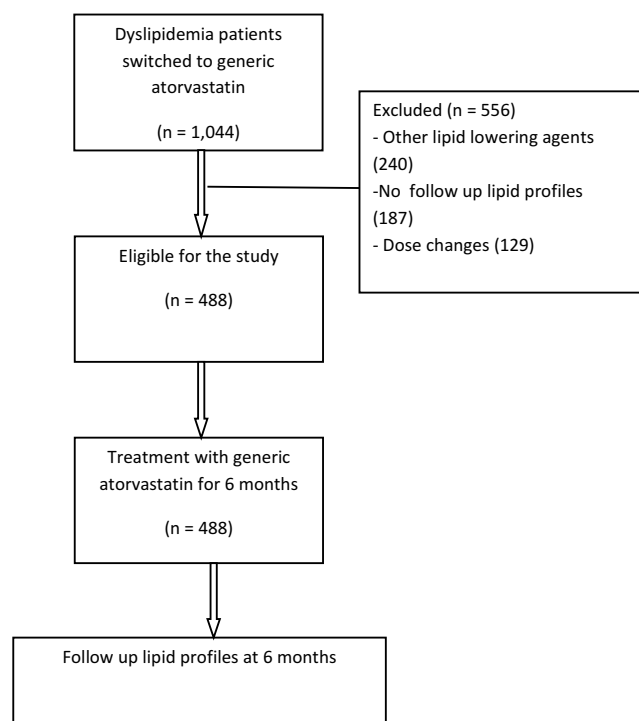 Dyslipidemia patients
switched to generic
atorvastatin
(n = 1,044)
Excluded (n = 556)
- Other lipid lowering agents
(240)
-No follow up lipid profiles
(187)
- Dose changes (129)
Eligible for the study
(n = 488)
Treatment with generic
atorvastatin for 6 months
(n = 488)
Follow up lipid profiles at 6 months